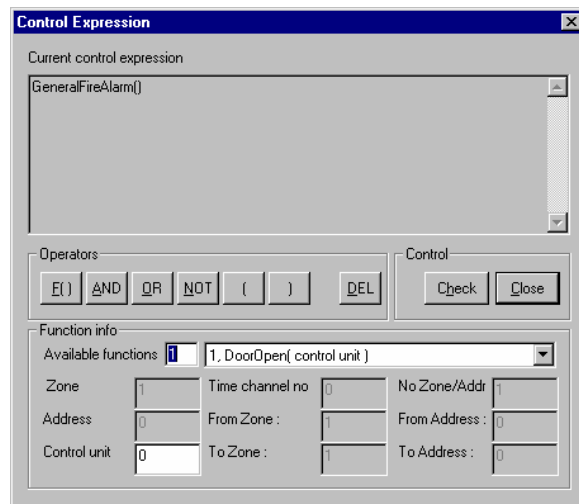 Control Expression
Current control expression
GeneralFireAlarm()
Operators
Control
F() AND OR NOT ( ) DEL
Check Close
Function info
Available functions 1 1, DoorOpen( control unit )
Zone 1 Time channel no 0 No Zone/Addr 1
Address 0 From Zone : 1 From Address : 0
Control unit 0 To Zone : 1 To Address : 0